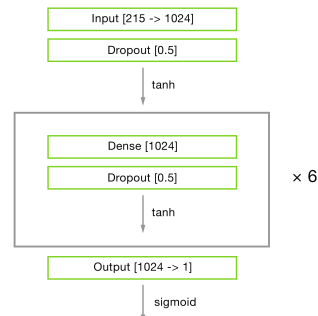 Input [215 -> 1024]
Dropout [0.5]
tanh
Dense [1024]
Dropout [0.5]
× 6
tanh
Output [1024 -> 1]
sigmoid